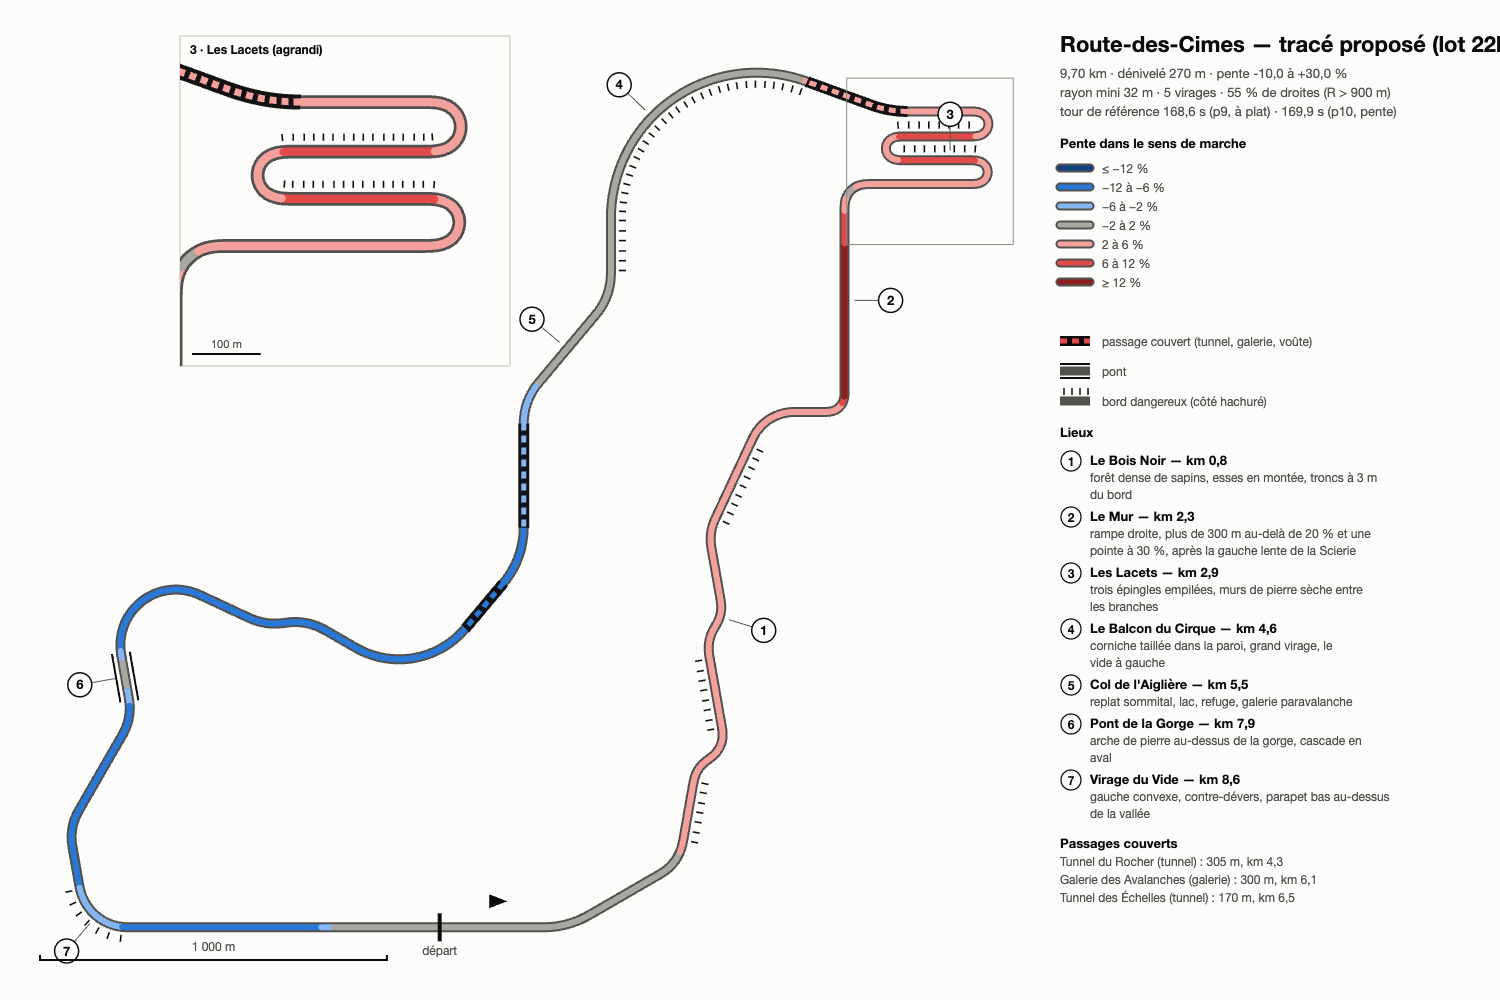 3 · Les Lacets (agrandi)
100 m
4
3
5
2
1
6
7
1 000 m
départ
Route-des-Cimes — tracé proposé (lot 22
9,70 km · dénivelé 270 m · pente -10,0 à +30,0 %
rayon mini 32 m · 5 virages · 55 % de droites (R > 900 m)
tour de référence 168,6 s (p9, à plat) · 169,9 s (p10, pente)
Pente dans le sens de marche
≤ −12 %
−12 à −6 %
−6 à −2 %
−2 à 2 %
2 à 6 %
6 à 12 %
≥ 12 %
passage couvert (tunnel, galerie, voûte)
pont
bord dangereux (côté hachuré)
Lieux
1 Le Bois Noir — km 0,8
forêt dense de sapins, esses en montée, troncs à 3 m
du bord
2 Le Mur — km 2,3
rampe droite, plus de 300 m au-delà de 20 % et une
pointe à 30 %, après la gauche lente de la Scierie
3 Les Lacets — km 2,9
trois épingles empilées, murs de pierre sèche entre
les branches
4 Le Balcon du Cirque — km 4,6
corniche taillée dans la paroi, grand virage, le
vide à gauche
5 Col de l'Aiglière — km 5,5
replat sommital, lac, refuge, galerie paravalanche
6 Pont de la Gorge — km 7,9
arche de pierre au-dessus de la gorge, cascade en
aval
7 Virage du Vide — km 8,6
gauche convexe, contre-dévers, parapet bas au-dessus
de la vallée
Passages couverts
Tunnel du Rocher (tunnel) : 305 m, km 4,3
Galerie des Avalanches (galerie) : 300 m, km 6,1
Tunnel des Échelles (tunnel) : 170 m, km 6,5